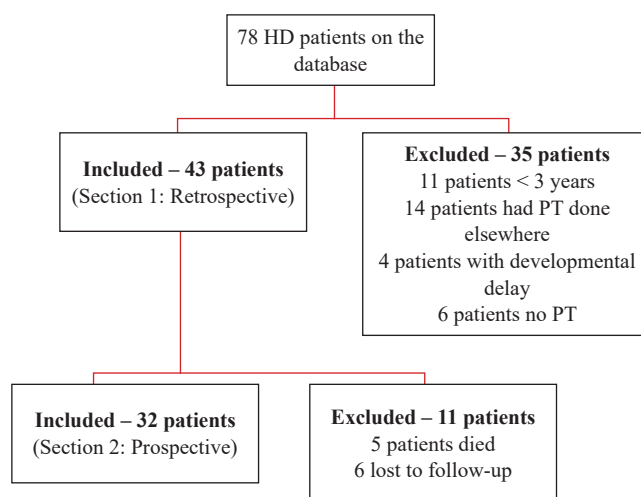 78 HD patients on the
database
Included – 43 patients
(Section 1: Retrospective)
Excluded – 35 patients
11 patients < 3 years
14 patients had PT done
elsewhere
4 patients with developmental
delay
6 patients no PT
Included – 32 patients
(Section 2: Prospective)
Excluded – 11 patients
5 patients died
6 lost to follow-up